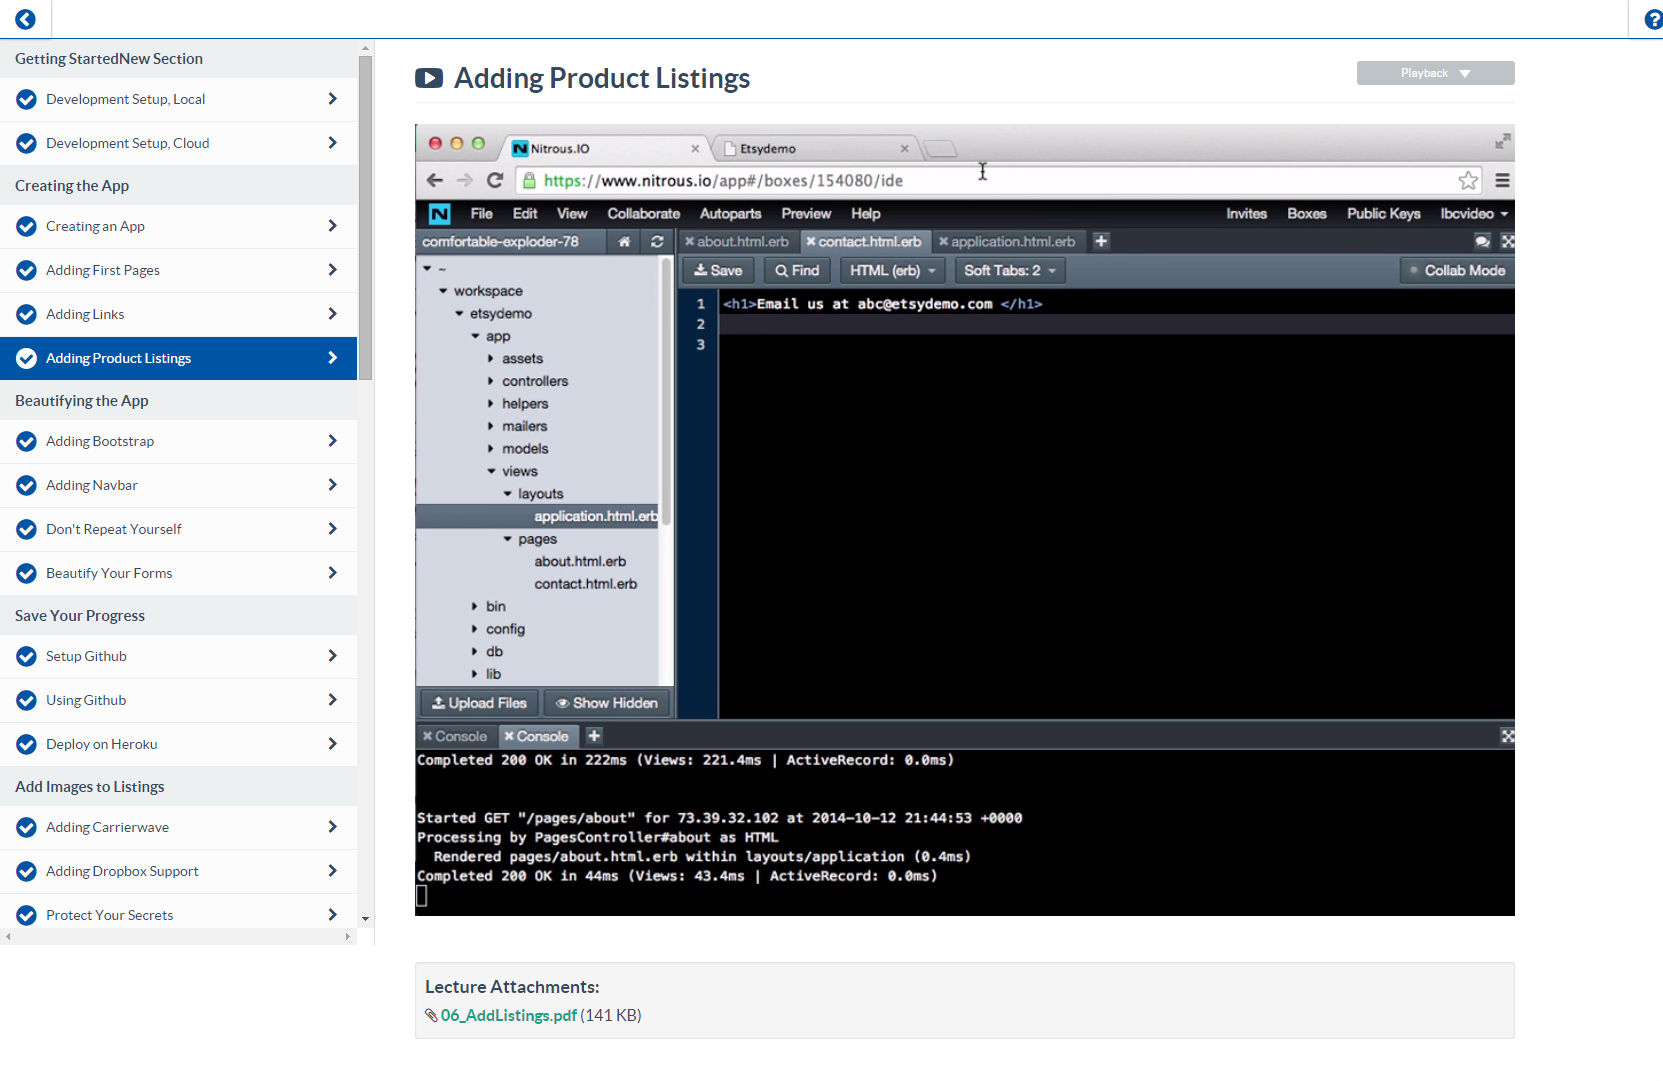 Getting StartedNew Section
Development Setup, Local
Development Setup, Cloud
Creating the App
Creating an App
Adding First Pages
Adding Links
Adding Product Listings
Beautifying the App
Adding Bootstrap
Adding Navbar
Don't Repeat Yourself
Beautify Your Forms
Save Your Progress
Setup Github
Using Github
Deploy on Heroku
Add Images to Listings
Adding Carrierwave
Adding Dropbox Support
Protect Your Secrets
Adding Product Listings
Playback
Nitrous.IO
Etsydemo
https://www.nitrous.io/app#/boxes/154080/ide
N File Edit View Collaborate Autoparts Preview Help Invites Boxes Public Keys lbcvideo
comfortable-exploder-78
about.html.erb contact.html.erb application.html.erb
Save Find HTML (erb) Soft Tabs: 2 Collab Mode
~
workspace
etsydemo
app
assets
controllers
helpers
mailers
models
views
layouts
application.html.erb
pages
about.html.erb
contact.html.erb
bin
config
db
lib
Upload Files Show Hidden
1 <h1>Email us at abc@etsydemo.com </h1>
2
3
Console Console
Completed 200 OK in 222ms (Views: 221.4ms | ActiveRecord: 0.0ms)
Started GET "/pages/about" for 73.39.32.102 at 2014-10-12 21:44:53 +0000
Processing by PagesController#about as HTML
Rendered pages/about.html.erb within layouts/application (0.4ms)
Completed 200 OK in 44ms (Views: 43.4ms | ActiveRecord: 0.0ms)
Lecture Attachments:
06_AddListings.pdf (141 KB)